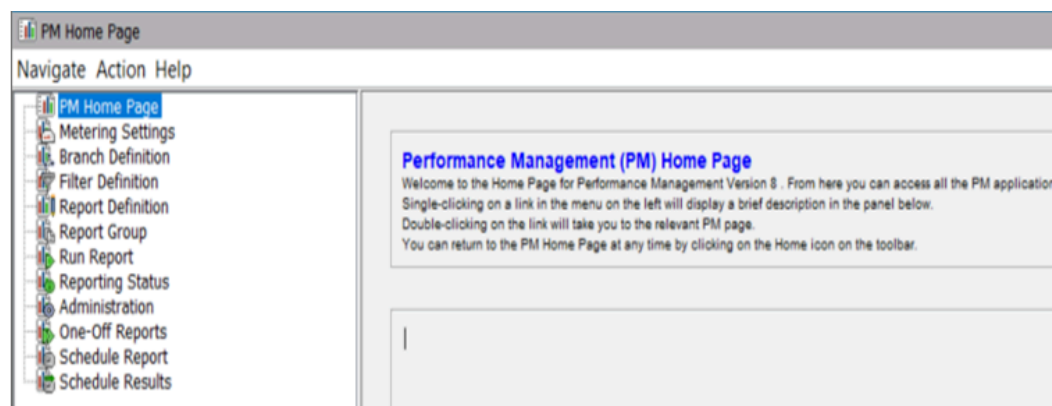 PM Home Page
Navigate Action Help
PM Home Page
Metering Settings
Branch Definition
Filter Definition
Report Definition
Report Group
Run Report
Reporting Status
Administration
One-Off Reports
Schedule Report
Schedule Results
Performance Management (PM) Home Page
Welcome to the Home Page for Performance Management Version 8 . From here you can access all the PM application
Single-clicking on a link in the menu on the left will display a brief description in the panel below.
Double-clicking on the link will take you to the relevant PM page.
You can return to the PM Home Page at any time by clicking on the Home icon on the toolbar.